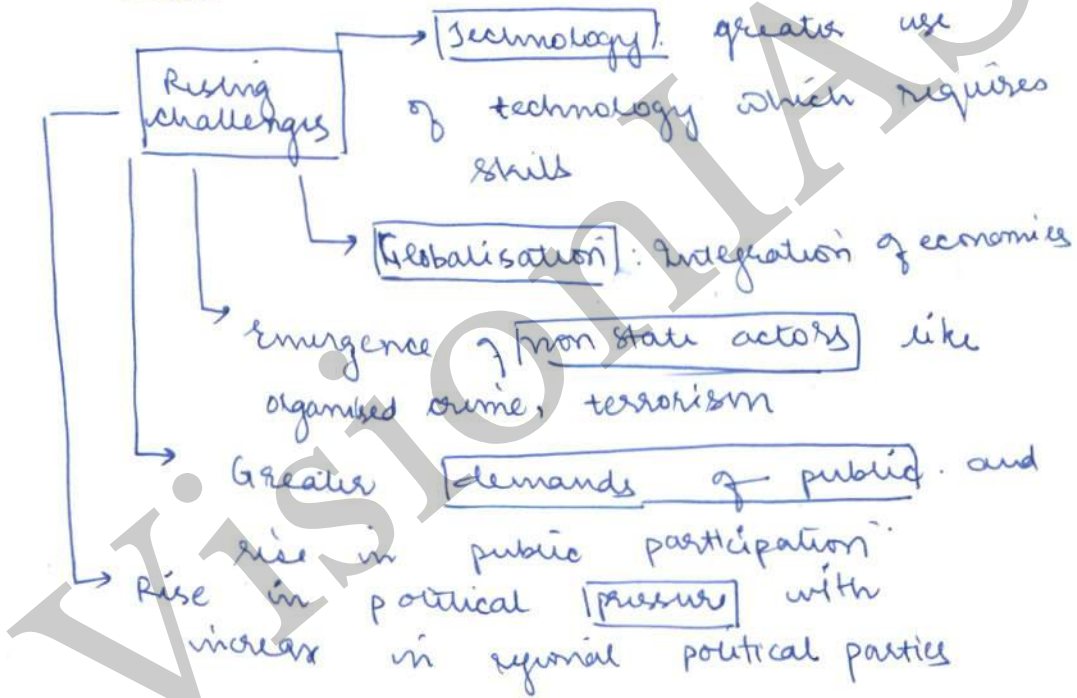 Rising
challenges
Technology: greater use
of technology which requires
skills
Globalisation: Integration of economies
Emergence of non state actors like
organised crime, terrorism
Greater demands of public and
rise in public participation
Rise in political pressure with
increase in regional political parties
VisionIAS